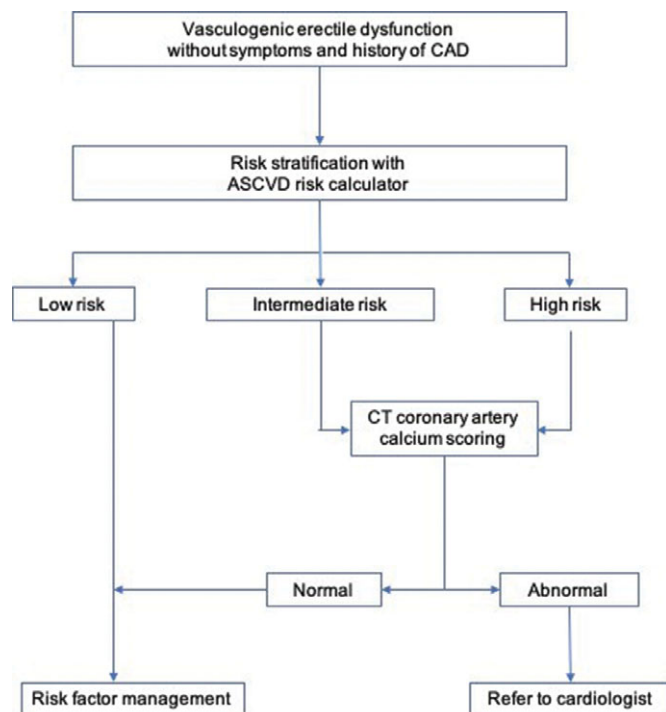 Vasculogenic erectile dysfunction
without symptoms and history of CAD
Risk stratification with
ASCVD risk calculator
Low risk
Intermediate risk
High risk
CT coronary artery
calcium scoring
Normal
Abnormal
Risk factor management
Refer to cardiologist